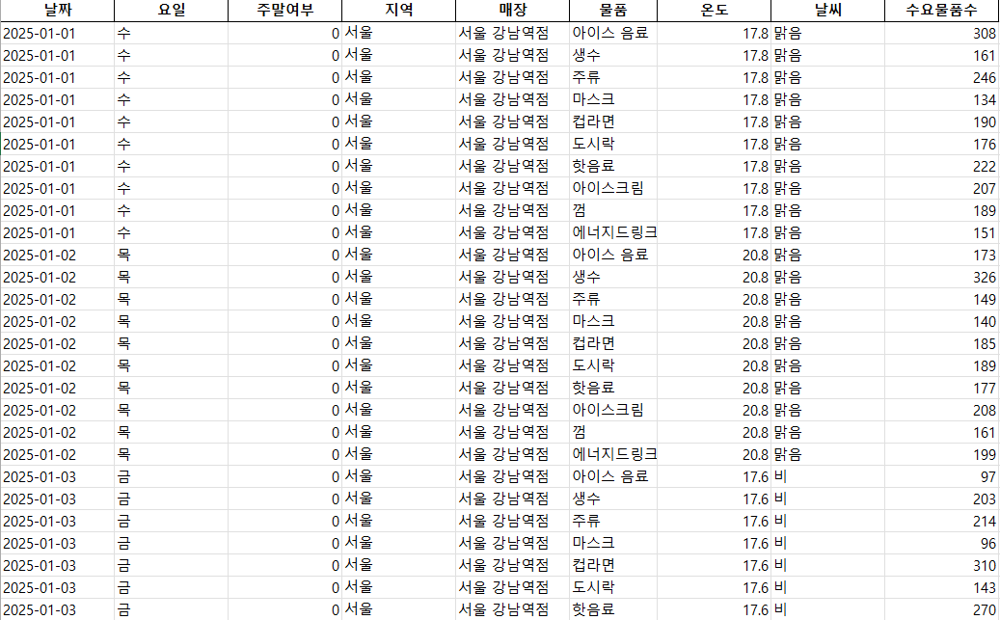 날짜 요일 주말여부 지역 매장 물품 온도 날씨 수요물품수
2025-01-01 수 0 서울 서울 강남역점 아이스 음료 17.8 맑음 308
2025-01-01 수 0 서울 서울 강남역점 생수 17.8 맑음 161
2025-01-01 수 0 서울 서울 강남역점 주류 17.8 맑음 246
2025-01-01 수 0 서울 서울 강남역점 마스크 17.8 맑음 134
2025-01-01 수 0 서울 서울 강남역점 컵라면 17.8 맑음 190
2025-01-01 수 0 서울 서울 강남역점 도시락 17.8 맑음 176
2025-01-01 수 0 서울 서울 강남역점 핫음료 17.8 맑음 222
2025-01-01 수 0 서울 서울 강남역점 아이스크림 17.8 맑음 207
2025-01-01 수 0 서울 서울 강남역점 껌 17.8 맑음 189
2025-01-01 수 0 서울 서울 강남역점 에너지드링크 17.8 맑음 151
2025-01-02 목 0 서울 서울 강남역점 아이스 음료 20.8 맑음 173
2025-01-02 목 0 서울 서울 강남역점 생수 20.8 맑음 326
2025-01-02 목 0 서울 서울 강남역점 주류 20.8 맑음 149
2025-01-02 목 0 서울 서울 강남역점 마스크 20.8 맑음 140
2025-01-02 목 0 서울 서울 강남역점 컵라면 20.8 맑음 185
2025-01-02 목 0 서울 서울 강남역점 도시락 20.8 맑음 189
2025-01-02 목 0 서울 서울 강남역점 핫음료 20.8 맑음 177
2025-01-02 목 0 서울 서울 강남역점 아이스크림 20.8 맑음 208
2025-01-02 목 0 서울 서울 강남역점 껌 20.8 맑음 161
2025-01-02 목 0 서울 서울 강남역점 에너지드링크 20.8 맑음 199
2025-01-03 금 0 서울 서울 강남역점 아이스 음료 17.6 비 97
2025-01-03 금 0 서울 서울 강남역점 생수 17.6 비 203
2025-01-03 금 0 서울 서울 강남역점 주류 17.6 비 214
2025-01-03 금 0 서울 서울 강남역점 마스크 17.6 비 96
2025-01-03 금 0 서울 서울 강남역점 컵라면 17.6 비 310
2025-01-03 금 0 서울 서울 강남역점 도시락 17.6 비 143
2025-01-03 금 0 서울 서울 강남역점 핫음료 17.6 비 270